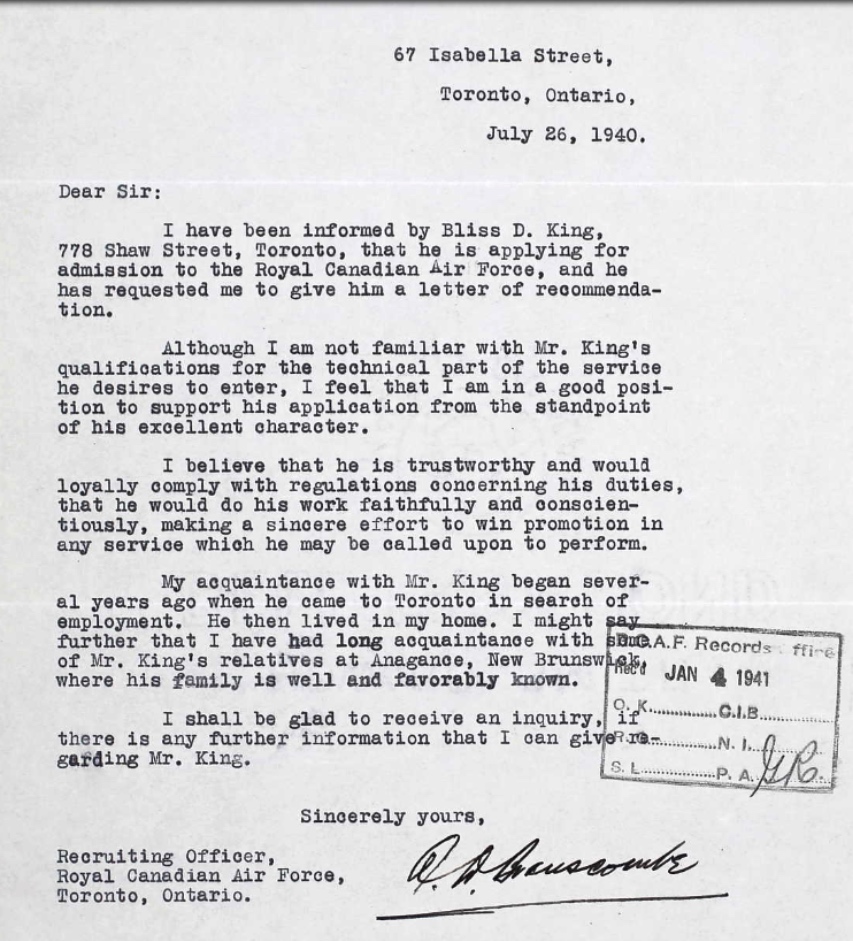 67 Isabella Street,
Toronto, Ontario,
July 26, 1940.
Dear Sir:
I have been informed by Bliss D. King,
778 Shaw Street, Toronto, that he is applying for
admission to the Royal Canadian Air Force, and he
has requested me to give him a letter of recommenda-
tion.
Although I am not familiar with Mr. King's
qualifications for the technical part of the service
he desires to enter, I feel that I am in a good posi-
tion to support his application from the standpoint
of his excellent character.
I believe that he is trustworthy and would
loyally comply with regulations concerning his duties,
that he would do his work faithfully and conscien-
tiously, making a sincere effort to win promotion in
any service which he may be called upon to perform.
My acquaintance with Mr. King began sever-
al years ago when he came to Toronto in search of
employment. He then lived in my home. I might say
further that I have had long acquaintance with some
of Mr. King's relatives at Anagance, New Brunswick,
where his family is well and favorably known.
I shall be glad to receive an inquiry, if
there is any further information that I can give re-
garding Mr. King.
Sincerely yours,
Recruiting Officer,
Royal Canadian Air Force,
Toronto, Ontario.
Branscombe
R.C.A.F. Records ffice
Rec'd JAN 4 1941
O. K. C.I.B.
R. N. I.
S. L. P. A. GR.